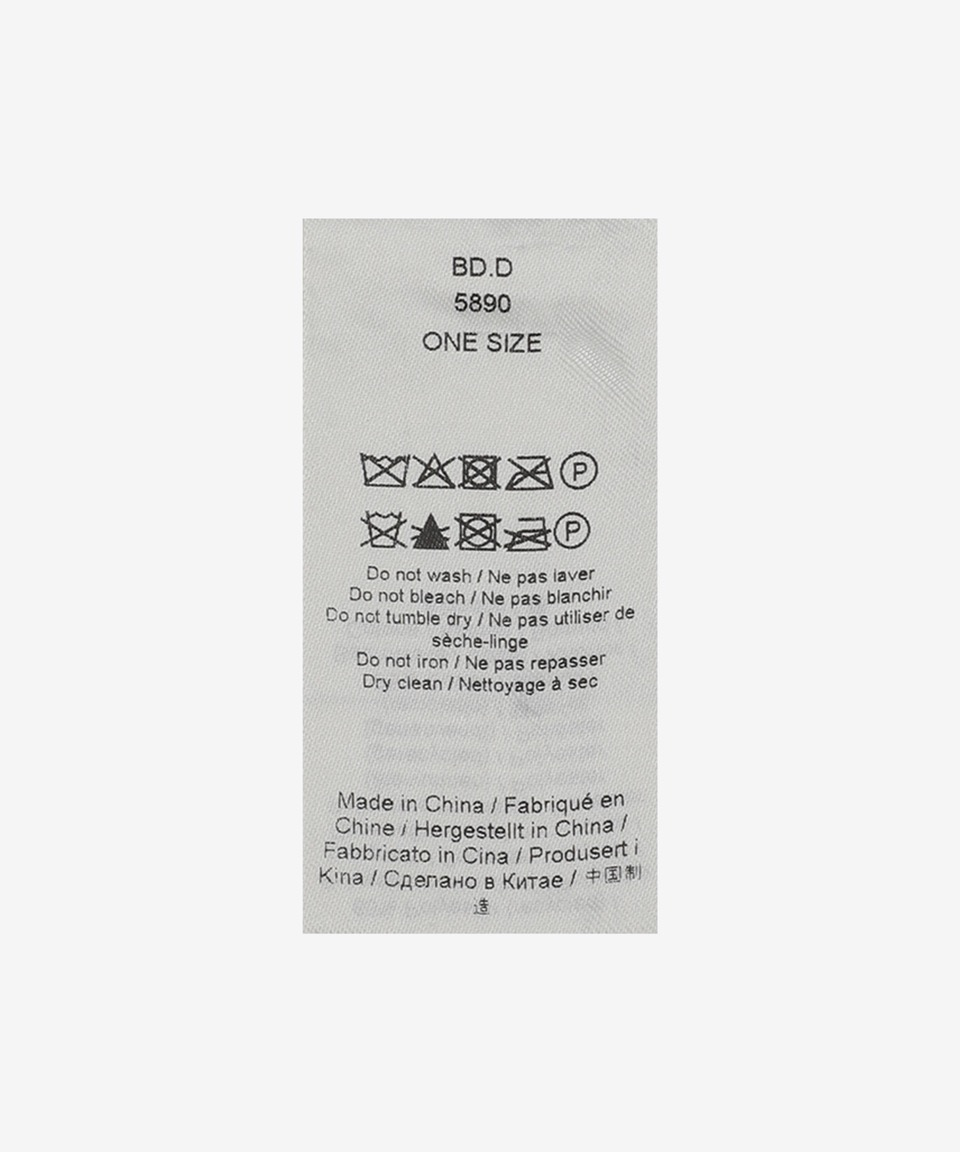 BD.D
5890
ONE SIZE
P
P
Do not wash / Ne pas laver
Do not bleach / Ne pas blanchir
Do not tumble dry / Ne pas utiliser de
sèche-linge
Do not iron / Ne pas repasser
Dry clean / Nettoyage à sec
Made in China / Fabriqué en
Chine / Hergestellt in China /
Fabbricato in Cina / Produsert i
Kina / Сделано в Китае / 中国制
造